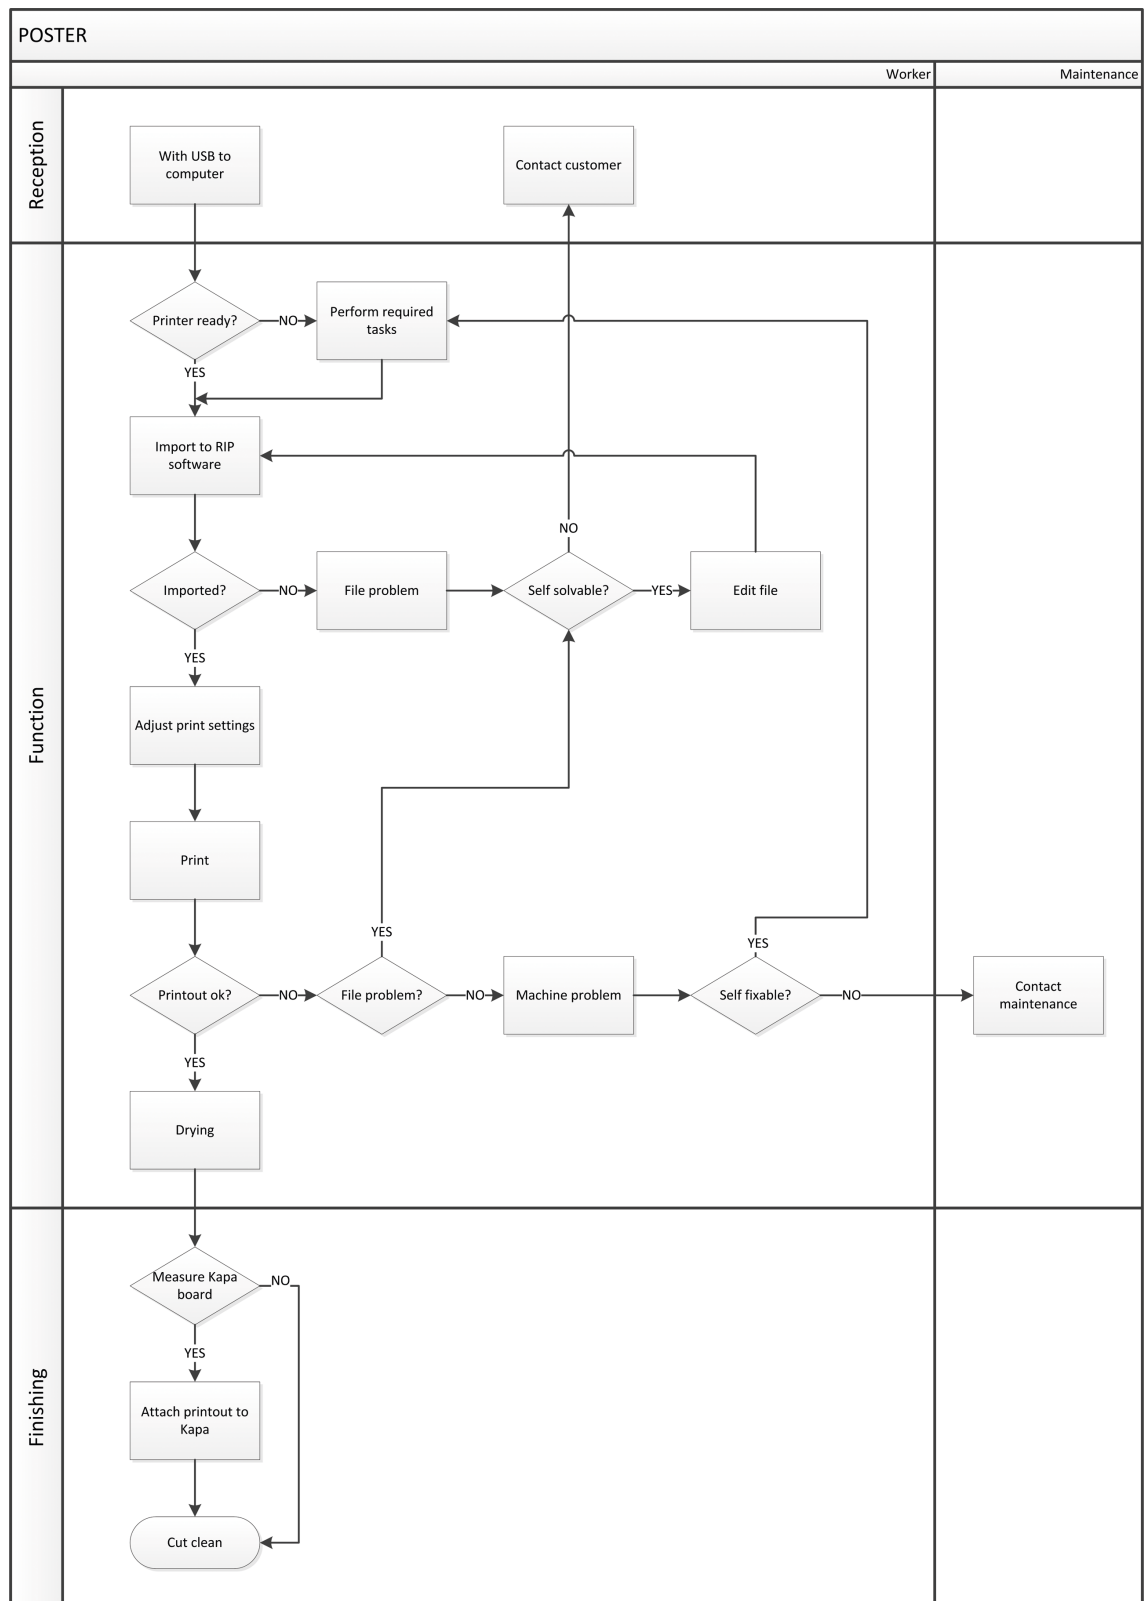 POSTER
Worker
Maintenance
Reception
With USB to
computer
Contact customer
Function
Printer ready?
NO
Perform required
tasks
YES
Import to RIP
software
NO
Imported?
NO
File problem
Self solvable?
YES
Edit file
YES
Adjust print settings
Print
YES
YES
Printout ok?
NO
File problem?
NO
Machine problem
Self fixable?
NO
Contact
maintenance
YES
Drying
Finishing
Measure Kapa
board
NO
YES
Attach printout to
Kapa
Cut clean